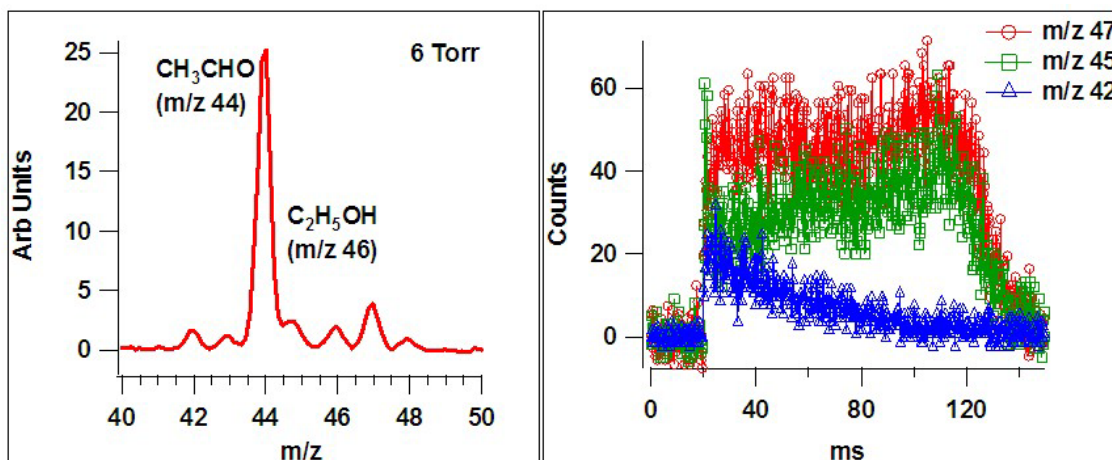 6 Torr
CH₃CHO
(m/z 44)
C₂H₅OH
(m/z 46)
Arb Units
25
20
15
10
5
0
40 42 44 46 48 50
m/z
m/z 47
m/z 45
m/z 42
Counts
60
40
20
0
0 40 80 120
ms